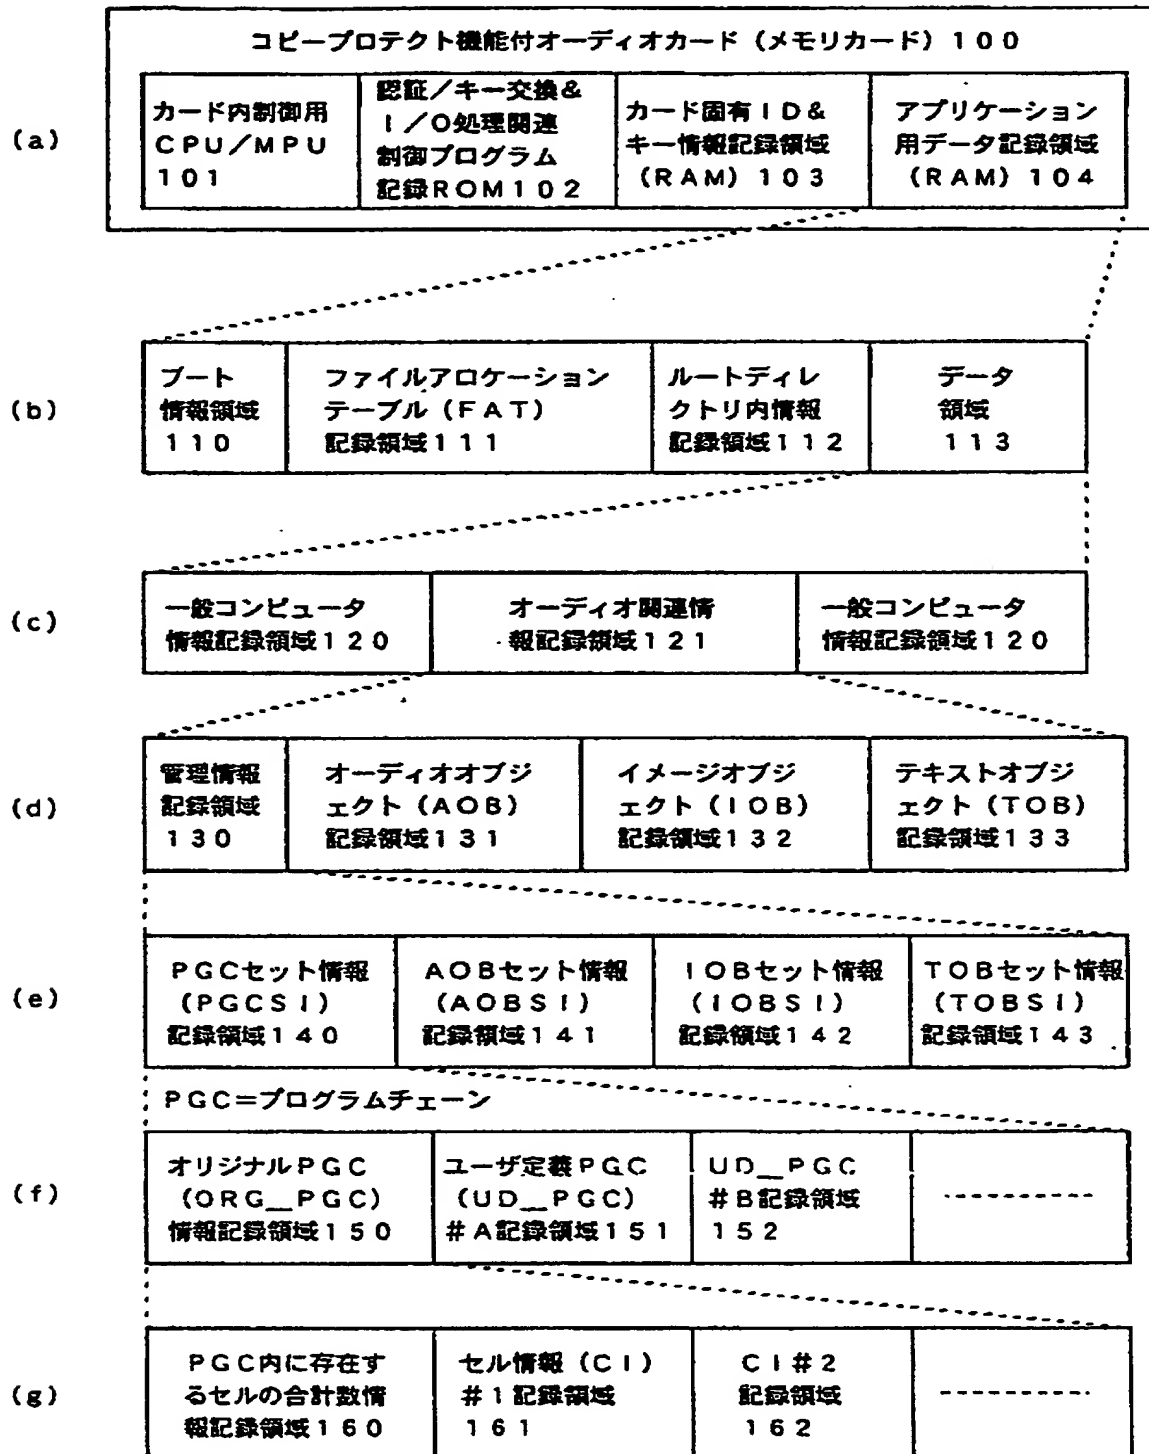 コピープロテクト機能付オーディオカード（メモリカード）１００
(a)
カード内制御用
ＣＰＵ／ＭＰＵ
１０１
認証／キー交換＆
Ｉ／Ｏ処理関連
制御プログラム
記録ＲＯＭ１０２
カード固有ＩＤ＆
キー情報記録領域
（ＲＡＭ）１０３
アプリケーション
用データ記録領域
（ＲＡＭ）１０４
(b)
ブート
情報領域
１１０
ファイルアロケーション
テーブル（ＦＡＴ）
記録領域１１１
ルートディレ
クトリ内情報
記録領域１１２
データ
領域
１１３
(c)
一般コンピュータ
情報記録領域１２０
オーディオ関連情
報記録領域１２１
一般コンピュータ
情報記録領域１２０
(d)
管理情報
記録領域
１３０
オーディオオブジ
ェクト（ＡＯＢ）
記録領域１３１
イメージオブジ
ェクト（ＩＯＢ）
記録領域１３２
テキストオブジ
ェクト（ＴＯＢ）
記録領域１３３
(e)
ＰＧＣセット情報
（ＰＧＣＳＩ）
記録領域１４０
ＡＯＢセット情報
（ＡＯＢＳＩ）
記録領域１４１
ＩＯＢセット情報
（ＩＯＢＳＩ）
記録領域１４２
ＴＯＢセット情報
（ＴＯＢＳＩ）
記録領域１４３
ＰＧＣ＝プログラムチェーン
(f)
オリジナルＰＧＣ
（ＯＲＧ＿ＰＧＣ）
情報記録領域１５０
ユーザ定義ＰＧＣ
（ＵＤ＿ＰＧＣ）
＃Ａ記録領域１５１
ＵＤ＿ＰＧＣ
＃Ｂ記録領域
１５２
(g)
ＰＧＣ内に存在す
るセルの合計数情
報記録領域１６０
セル情報（ＣＩ）
＃１記録領域
１６１
ＣＩ＃２
記録領域
１６２